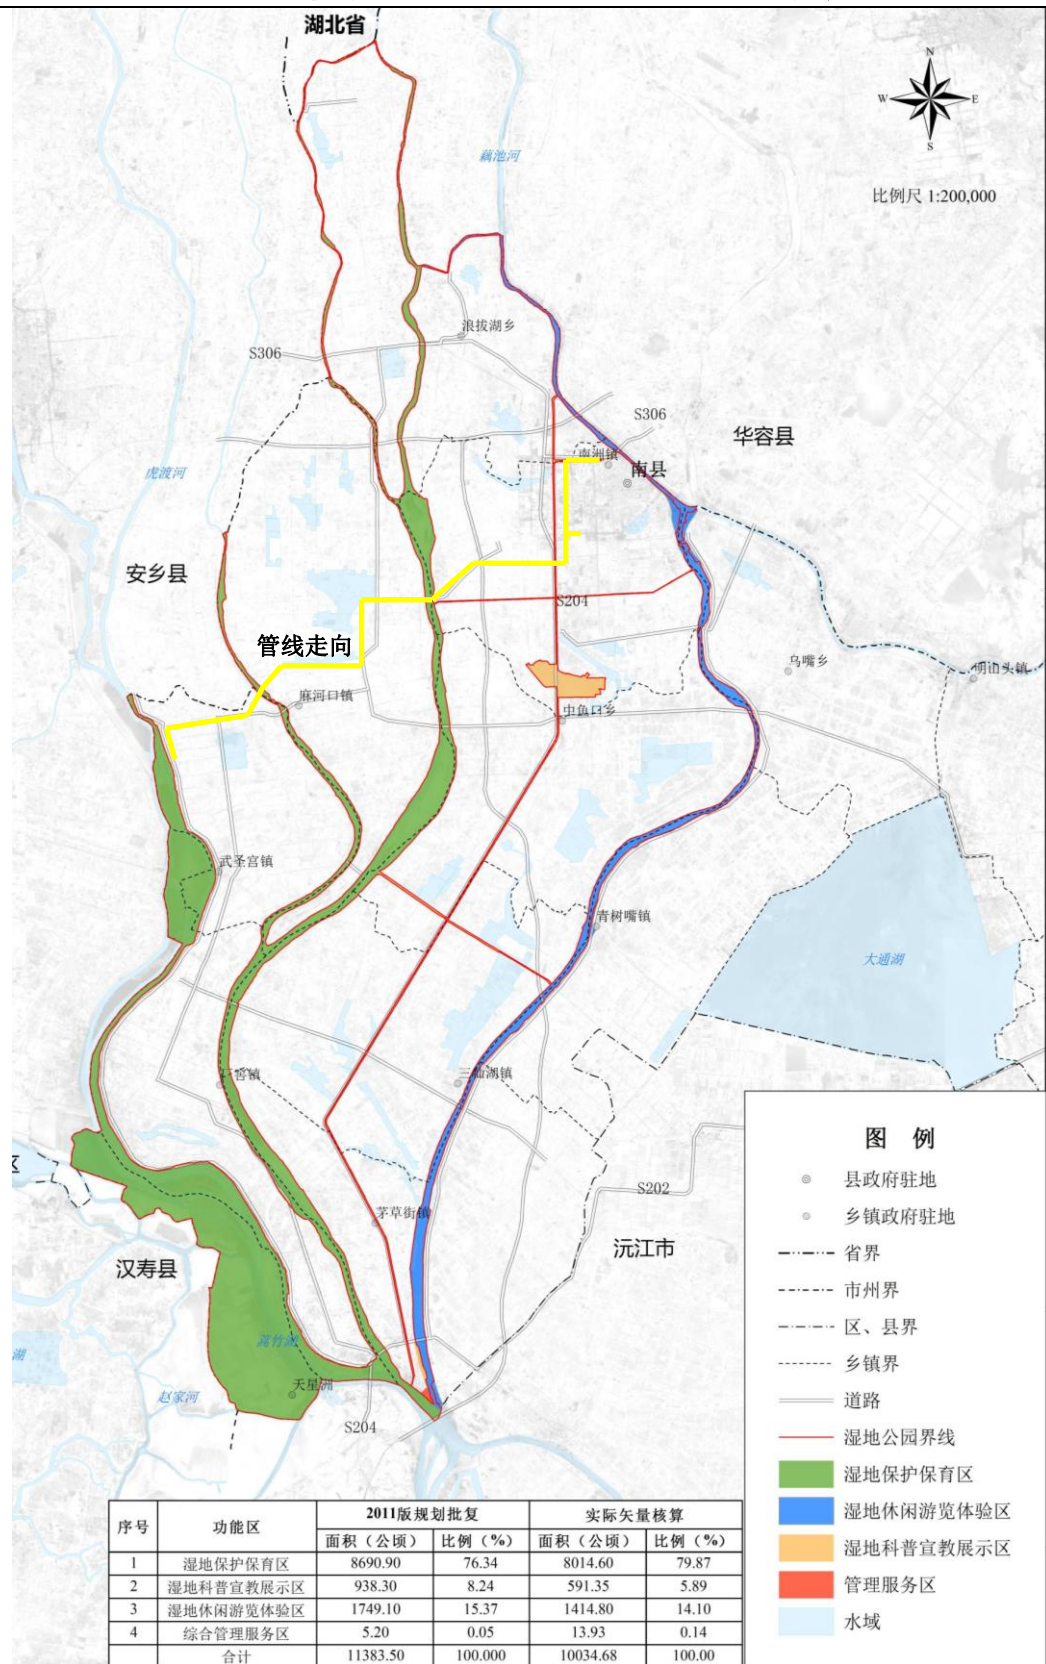 湖北省
N
W
E
S
比例尺 1:200,000
藕池河
浪拔湖乡
S306
S306
华容县
南洲镇
南县
虎渡河
安乡县
S204
管线走向
乌嘴乡
明山头镇
麻河口镇
中鱼口乡
武圣宫镇
青树嘴镇
大通湖
三仙湖镇
厂窖镇
区
S202
茅草街镇
沅江市
汉寿县
蒿竹湖
湖
赵家河
天星洲
S204
图 例
县政府驻地
乡镇政府驻地
省界
市州界
区、县界
乡镇界
道路
湿地公园界线
湿地保护保育区
湿地休闲游览体验区
湿地科普宣教展示区
管理服务区
水域
序号 功能区 2011版规划批复 实际矢量核算
面积（公顷） 比例（%） 面积（公顷） 比例（%）
1 湿地保护保育区 8690.90 76.34 8014.60 79.87
2 湿地科普宣教展示区 938.30 8.24 591.35 5.89
3 湿地休闲游览体验区 1749.10 15.37 1414.80 14.10
4 综合管理服务区 5.20 0.05 13.93 0.14
合计 11383.50 100.000 10034.68 100.00